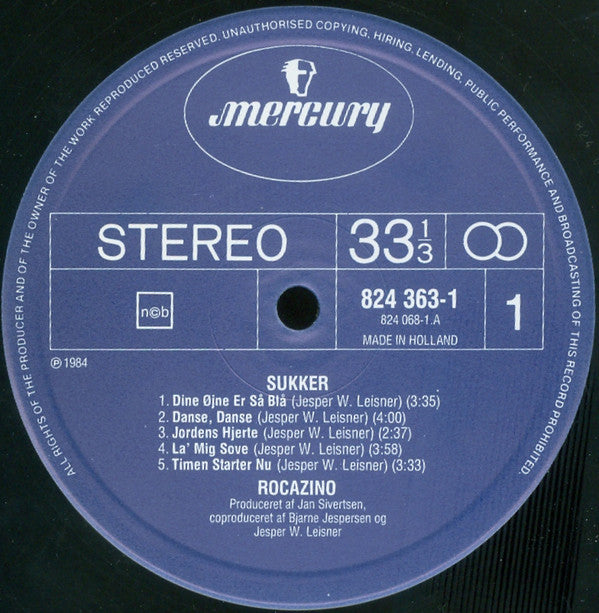 ALL RIGHTS OF THE PRODUCER AND OF THE OWNER OF THE WORK REPRODUCED RESERVED. UNAUTHORISED COPYING, HIRING, LENDING, PUBLIC PERFORMANCE AND BROADCASTING OF THIS RECORD PROHIBITED.
mercury
STEREO 33 1/3
n©b 824 363-1 1
824 068-1.A
MADE IN HOLLAND
℗ 1984
SUKKER
1. Dine Øjne Er Så Blå (Jesper W. Leisner) (3:35)
2. Danse, Danse (Jesper W. Leisner) (4:00)
3. Jordens Hjerte (Jesper W. Leisner) (2:37)
4. La' Mig Sove (Jesper W. Leisner) (3:58)
5. Timen Starter Nu (Jesper W. Leisner) (3:33)
ROCAZINO
Produceret af Jan Sivertsen,
coproduceret af Bjarne Jespersen og
Jesper W. Leisner